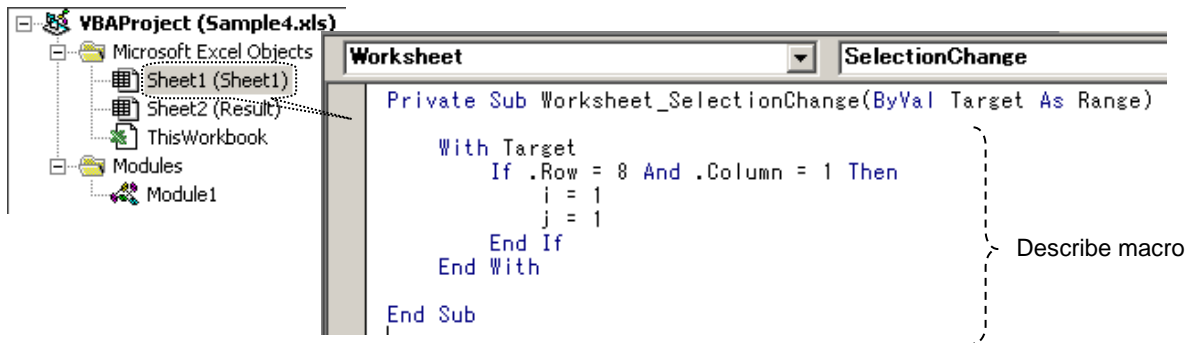 VBAProject (Sample4.xls)
Microsoft Excel Objects
Sheet1 (Sheet1)
Sheet2 (Result)
ThisWorkbook
Modules
Module1
Worksheet
SelectionChange
Private Sub Worksheet_SelectionChange(ByVal Target As Range)
With Target
If .Row = 8 And .Column = 1 Then
i = 1
j = 1
End If
End With
End Sub
Describe macro